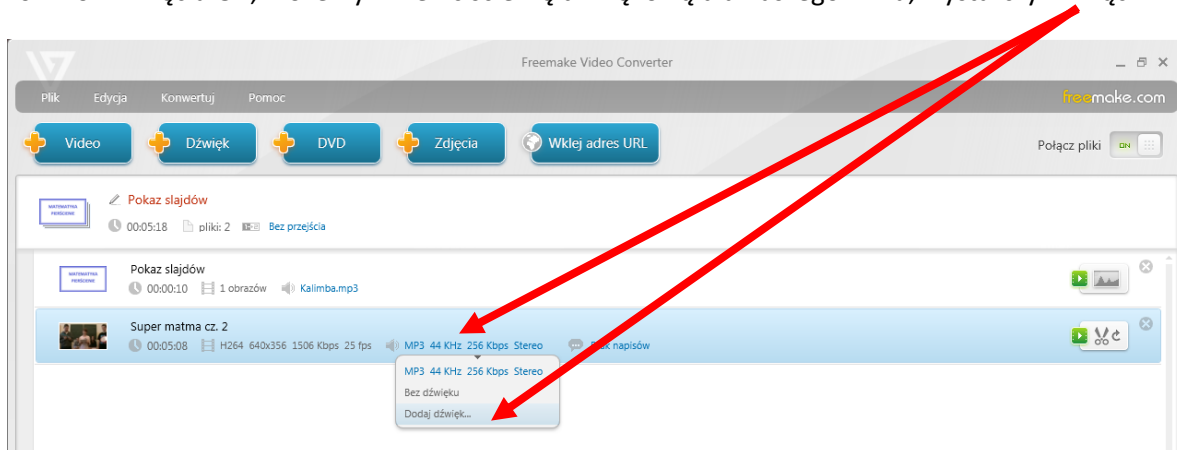 Freemake Video Converter
Plik Edycja Konwertuj Pomoc freemake.com
Video Dźwięk DVD Zdjęcia Wklej adres URL Połącz pliki ON
Pokaz slajdów
00:05:18 pliki: 2 Bez przejścia
MATEMATYKA
Pokaz slajdów
00:00:10 1 obrazów Kalimba.mp3
Super matma cz. 2
00:05:08 H264 640x356 1506 Kbps 25 fps MP3 44 KHz 256 Kbps Stereo napisów
MP3 44 KHz 256 Kbps Stereo
Bez dźwięku
Dodaj dźwięk...